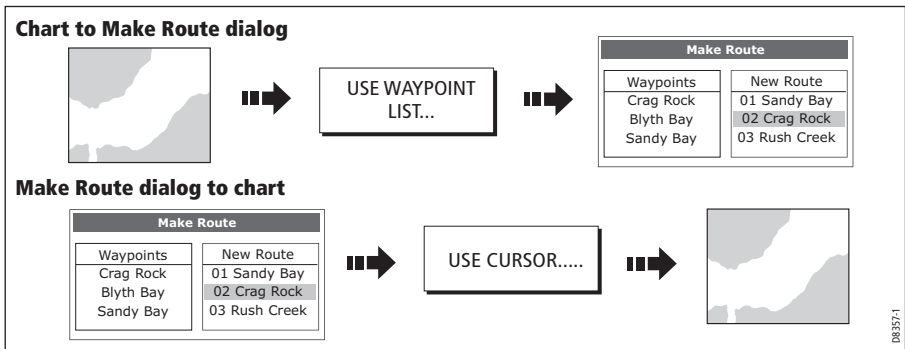 Chart to Make Route dialog
USE WAYPOINT
LIST...
Make Route
Waypoints
Crag Rock
Blyth Bay
Sandy Bay
New Route
01 Sandy Bay
02 Crag Rock
03 Rush Creek
Make Route dialog to chart
Make Route
Waypoints
Crag Rock
Blyth Bay
Sandy Bay
New Route
01 Sandy Bay
02 Crag Rock
03 Rush Creek
USE CURSOR.....
D8357-1